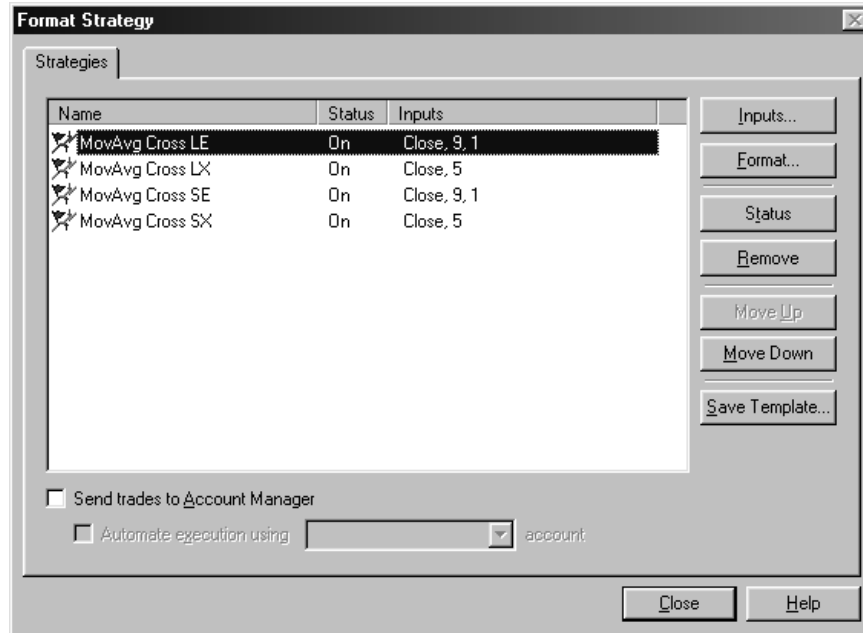 Format Strategy
Strategies
Name Status Inputs
MovAvg Cross LE On Close, 9, 1
MovAvg Cross LX On Close, 5
MovAvg Cross SE On Close, 9, 1
MovAvg Cross SX On Close, 5
Inputs...
Format...
Status
Remove
Move Up
Move Down
Save Template...
Send trades to Account Manager
Automate execution using account
Close Help